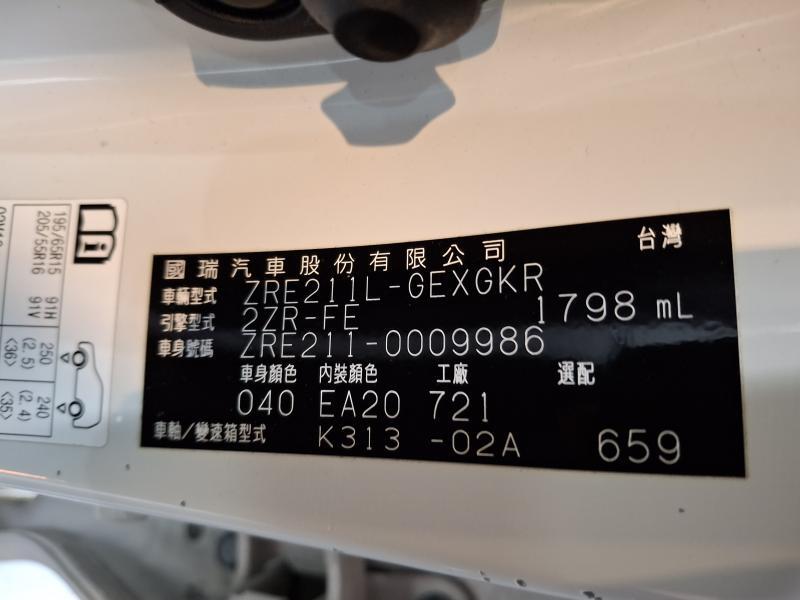 國瑞汽車股份有限公司 台灣
車輛型式 ZRE211L-GEXGKR
引擎型式 2ZR-FE 1798 mL
車身號碼 ZRE211-0009986
車身顏色 內裝顏色 工廠 選配
040 EA20 721
車軸／變速箱型式 K313 -02A 659
195/65R15 91H 250 (2.5) <36>
205/55R16 91V 240 (2.4) <35>